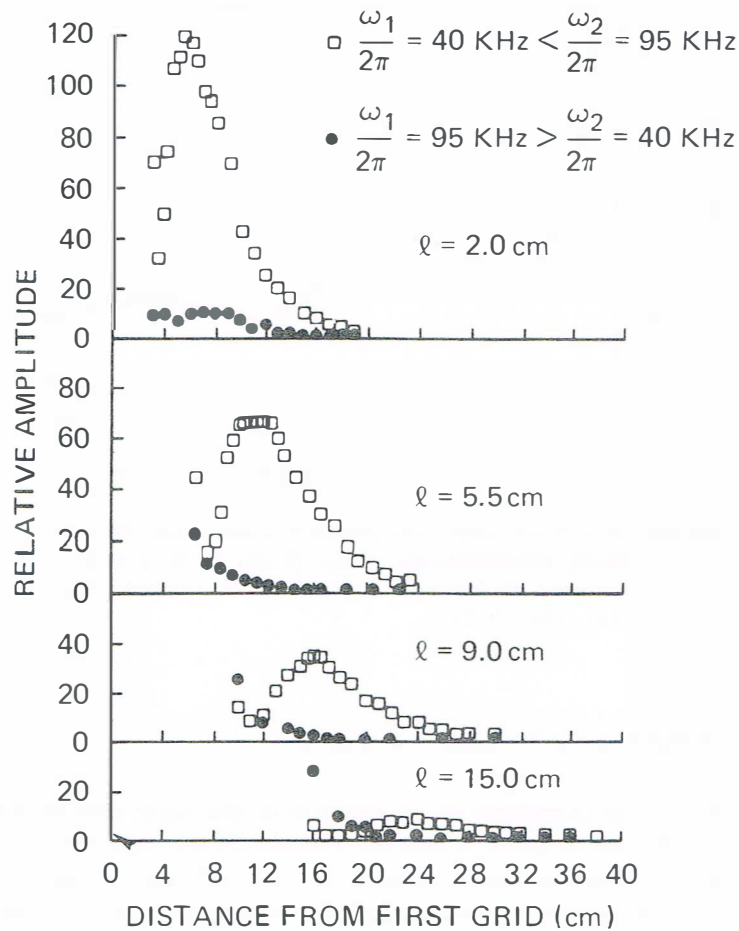 □ ω₁/2π = 40 KHz < ω₂/2π = 95 KHz
● ω₁/2π = 95 KHz > ω₂/2π = 40 KHz
RELATIVE AMPLITUDE
120
100
80
60
40
20
0
ℓ = 2.0 cm
80
60
40
20
0
ℓ = 5.5 cm
40
20
0
ℓ = 9.0 cm
20
0
ℓ = 15.0 cm
0 4 8 12 16 20 24 28 32 36 40
DISTANCE FROM FIRST GRID (cm)